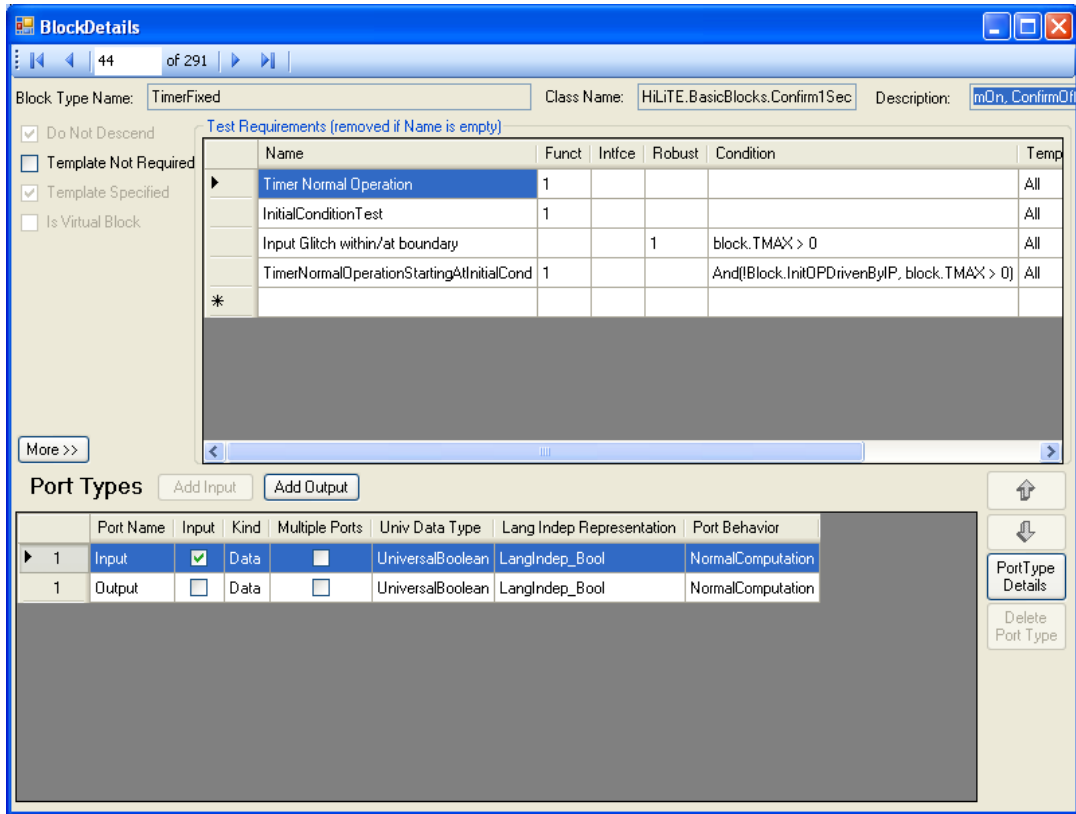 BlockDetails
44 of 291
Block Type Name: TimerFixed Class Name: HiLiTE.BasicBlocks.Confirm1Sec Description: mOn, ConfirmOff
Do Not Descend
Template Not Required
Template Specified
Is Virtual Block
Test Requirements (removed if Name is empty)
Name Funct Intfce Robust Condition Temp
Timer Normal Operation 1 All
InitialConditionTest 1 All
Input Glitch within/at boundary 1 block.TMAX > 0 All
TimerNormalOperationStartingAtInitialCond 1 And(!Block.InitOPDrivenByIP, block.TMAX > 0) All
*
More >>
Port Types Add Input Add Output
Port Name Input Kind Multiple Ports Univ Data Type Lang Indep Representation Port Behavior
1 Input Data UniversalBoolean LangIndep_Bool NormalComputation
1 Output Data UniversalBoolean LangIndep_Bool NormalComputation
PortType
Details
Delete
Port Type